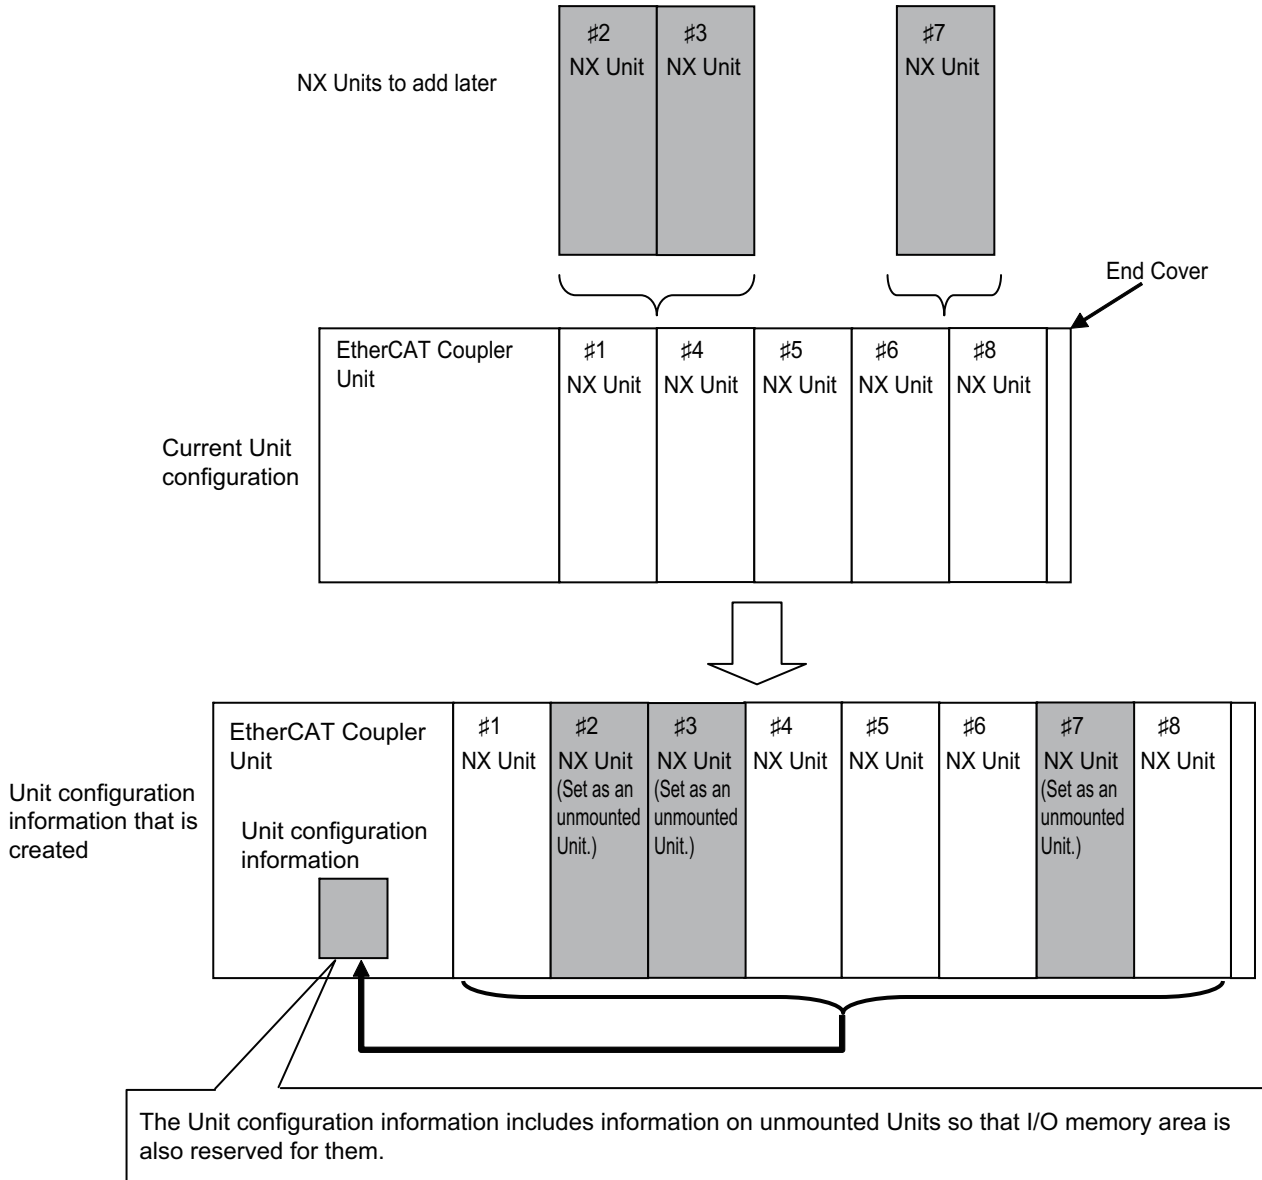 ♯2
NX Unit
♯3
NX Unit
♯7
NX Unit
NX Units to add later
End Cover
EtherCAT Coupler
Unit
♯1
NX Unit
♯4
NX Unit
♯5
NX Unit
♯6
NX Unit
♯8
NX Unit
Current Unit
configuration
EtherCAT Coupler
Unit
Unit configuration
information
♯1
NX Unit
♯2
NX Unit
(Set as an
unmounted
Unit.)
♯3
NX Unit
(Set as an
unmounted
Unit.)
♯4
NX Unit
♯5
NX Unit
♯6
NX Unit
♯7
NX Unit
(Set as an
unmounted
Unit.)
♯8
NX Unit
Unit configuration
information that is
created
The Unit configuration information includes information on unmounted Units so that I/O memory area is
also reserved for them.